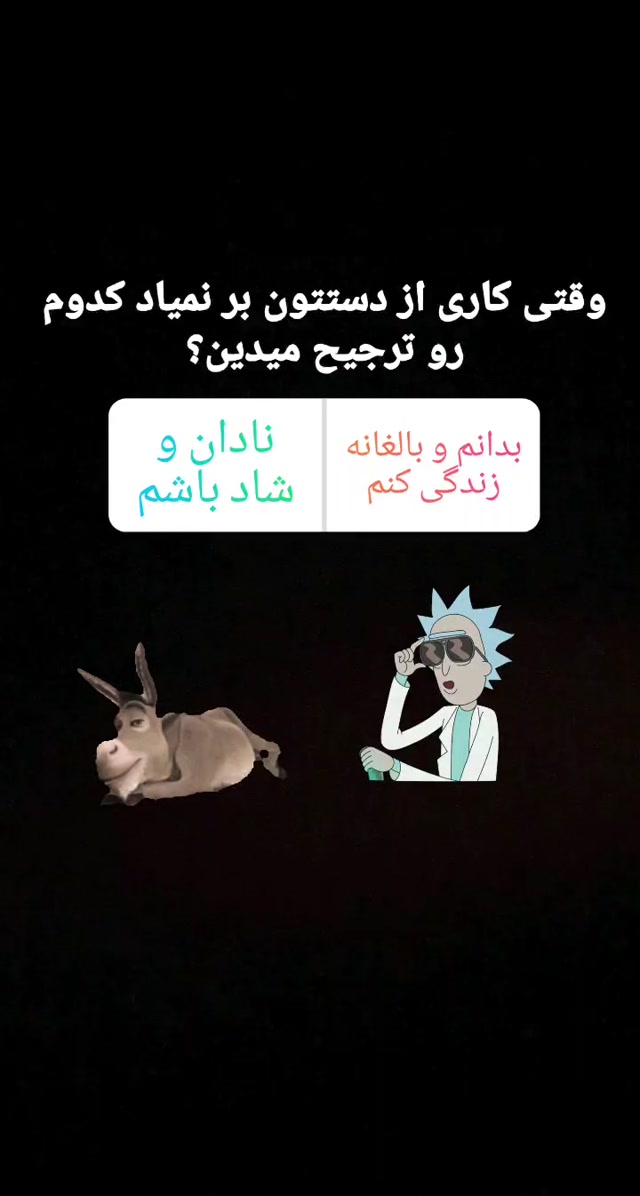 وقتی کاری از دستتون بر نمیاد کدوم
رو ترجیح میدین؟
بدانم و بالغانه
زندگی کنم
نادان و
شاد باشم